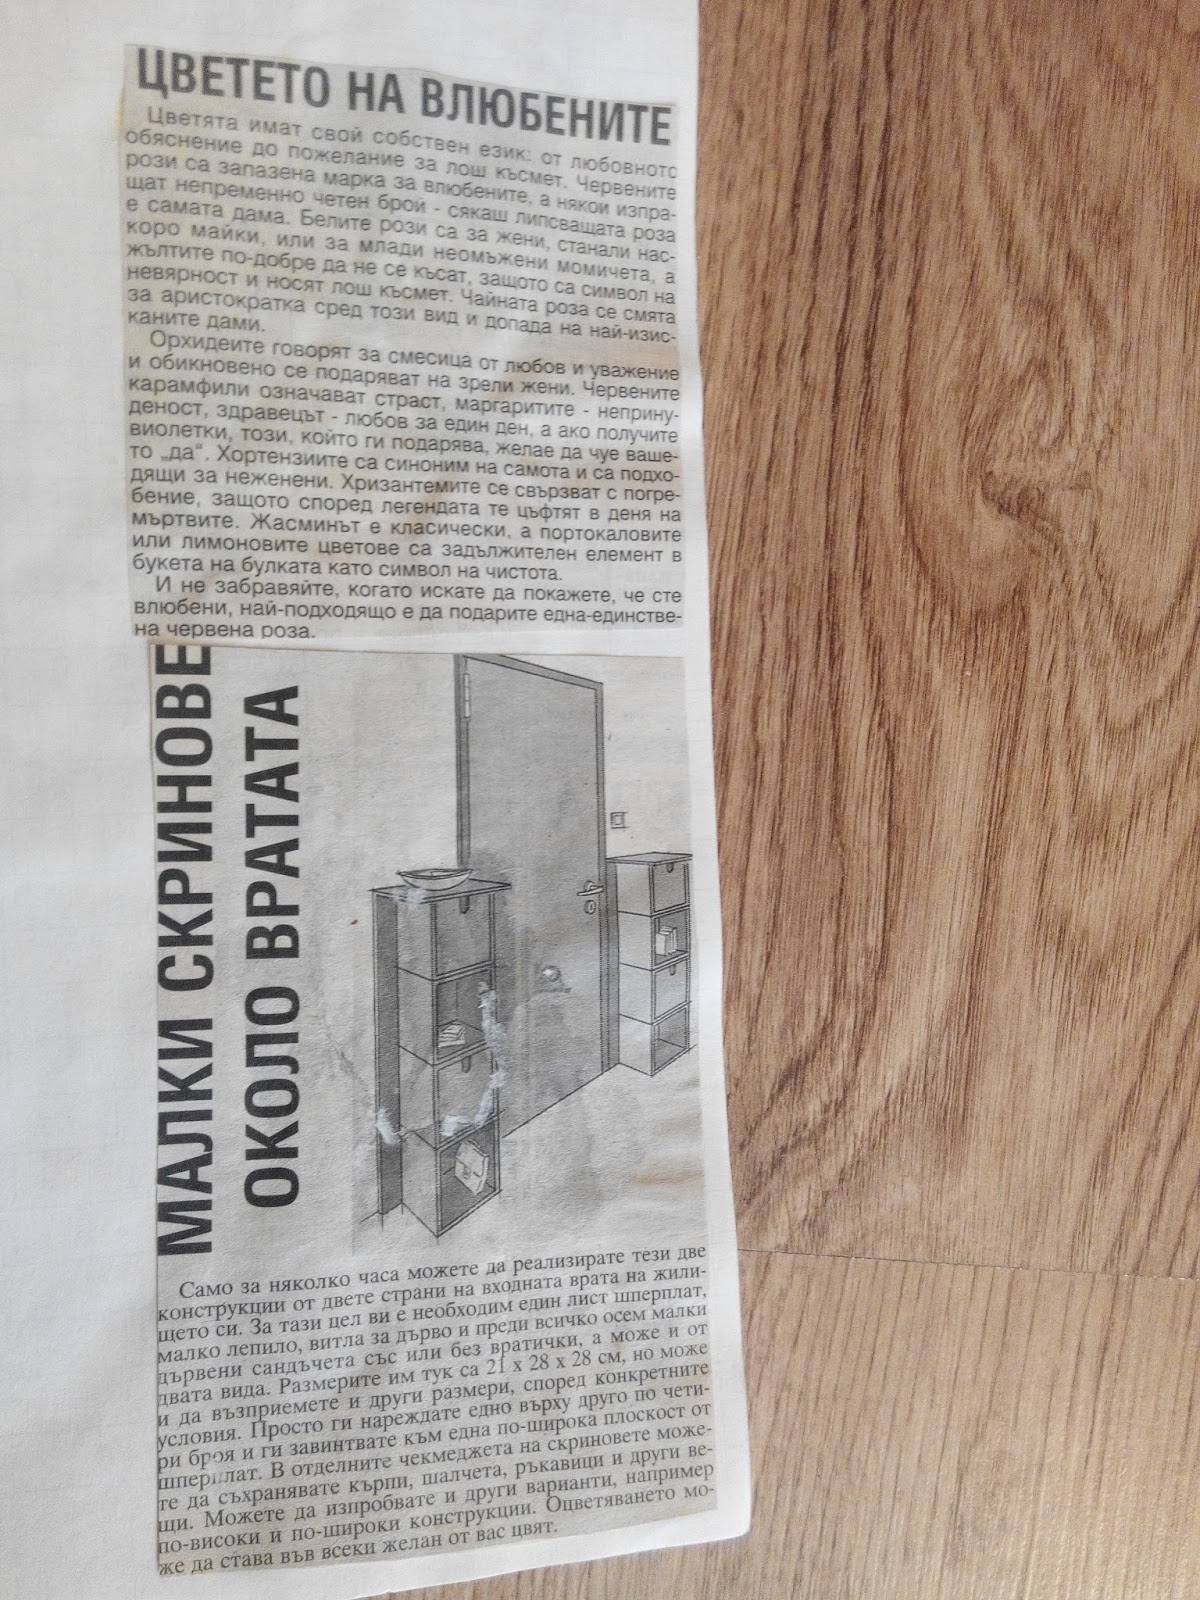 ЦВЕТЕТО НА ВЛЮБЕНИТЕ
Цветята имат свой собствен език: от любовното
обяснение до пожелание за лош късмет. Червените
рози са запазена марка за влюбените, а някои изпра-
щат непременно четен брой - сякаш липсващата роза
е самата дама. Белите рози са за жени, станали нас-
коро майки, или за млади неомъжени момичета, а
жълтите по-добре да не се късат, защото са символ на
невярност и носят лош късмет. Чайната роза се смята
за аристократка сред този вид и допада на най-изис-
каните дами.
Орхидеите говорят за смесица от любов и уважение
и обикновено се подаряват на зрели жени. Червените
карамфили означават страст, маргаритите - неприну-
деност, здравецът - любов за един ден, а ако получите
виолетки, този, който ги подарява, желае да чуе ваше-
то „да“. Хортензиите са синоним на самота и са подхо-
дящи за неженени. Хризантемите се свързват с погре-
бение, защото според легендата те цъфтят в деня на
мъртвите. Жасминът е класически, а портокаловите
или лимоновите цветове са задължителен елемент в
букета на булката като символ на чистота.
И не забравяйте, когато искате да покажете, че сте
влюбени, най-подходящо е да подарите една-единстве-
на червена роза.
МАЛКИ СКРИНОВЕ
ОКОЛО ВРАТАТА
Само за няколко часа можете да реализирате тези две
конструкции от двете страни на входната врата на жили-
щето си. За тази цел ви е необходим един лист шперплат,
малко лепило, витла за дърво и преди всичко осем малки
дървени сандъчета със или без вратички, а може и от
двата вида. Размерите им тук са 21 х 28 х 28 см, но може
и да възприемете и други размери, според конкретните
условия. Просто ги нареждате едно върху друго по чети-
ри броя и ги завинтвате към една по-широка плоскост от
шперплат. В отделните чекмеджета на скриновете може-
те да съхранявате кърпи, шалчета, ръкавици и други ве-
щи. Можете да изпробвате и други варианти, например
по-високи и по-широки конструкции. Оцветяването мо-
же да става във всеки желан от вас цвят.